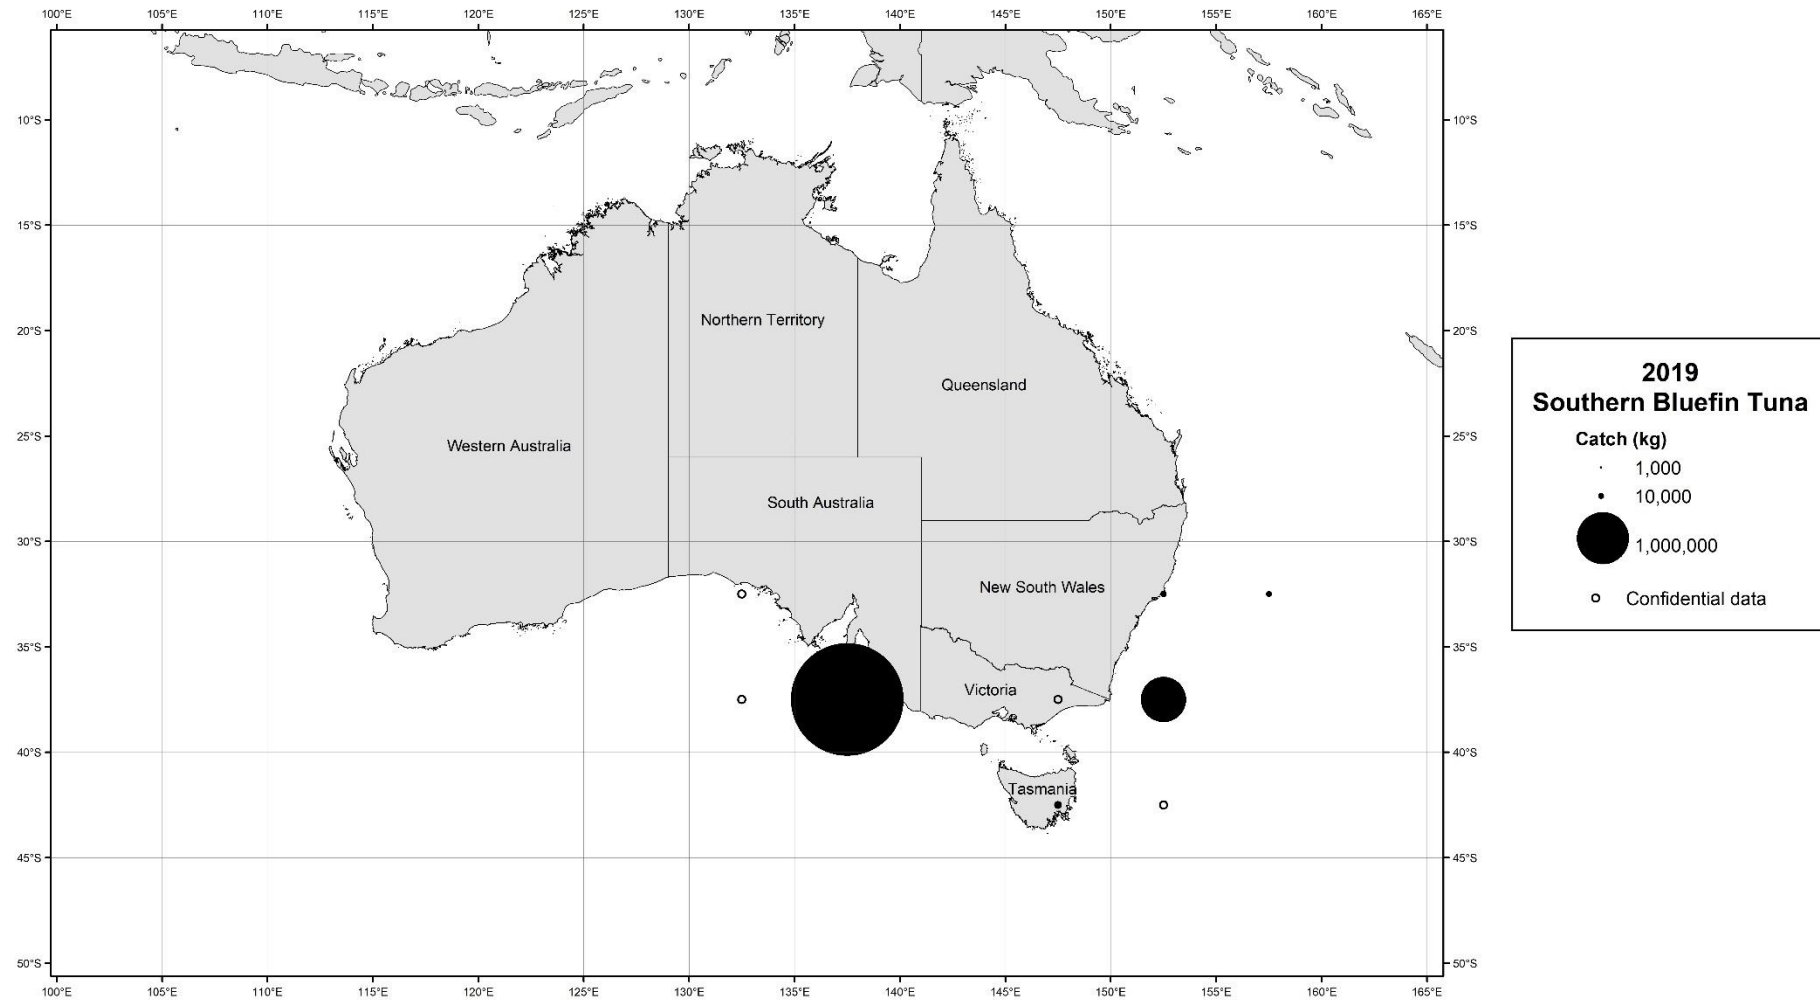 100°E 105°E 110°E 115°E 120°E 125°E 130°E 135°E 140°E 145°E 150°E 155°E 160°E 165°E
10°S 10°S
15°S 15°S
20°S 20°S
25°S 25°S
30°S 30°S
35°S 35°S
40°S 40°S
45°S 45°S
50°S 50°S
Northern Territory
Queensland
Western Australia
South Australia
New South Wales
Victoria
Tasmania
100°E 105°E 110°E 115°E 120°E 125°E 130°E 135°E 140°E 145°E 150°E 155°E 160°E 165°E
2019
Southern Bluefin Tuna
Catch (kg)
1,000
10,000
1,000,000
Confidential data